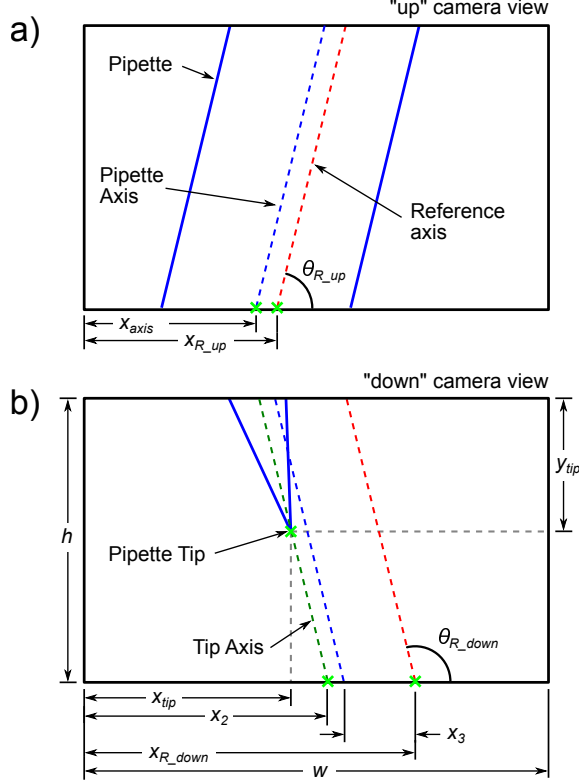 "up" camera view
a)
Pipette
Pipette
Axis
Reference
axis
θR_up
xaxis
xR_up
"down" camera view
b)
ytip
h
Pipette Tip
Tip Axis
θR_down
xtip
x2
x3
xR_down
w